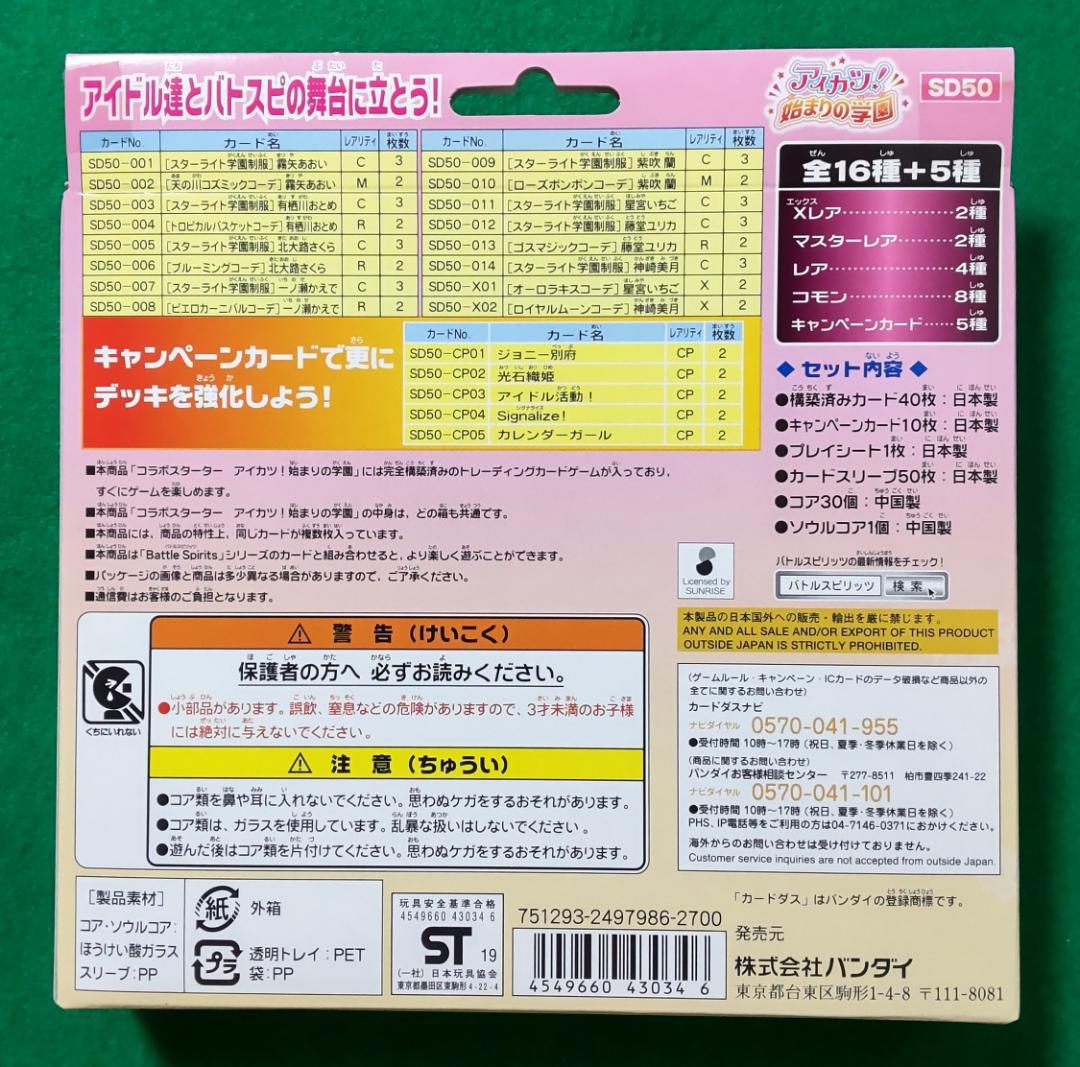 アイドル達とバトスピの舞台に立とう!
アイカツ!
始まりの学園
SD50
カードNo. カード名 レアリティ 枚数
SD50-001 [スターライト学園制服]霧矢あおい C 3
SD50-002 [天の川コズミックコーデ]霧矢あおい M 2
SD50-003 [スターライト学園制服]有栖川おとめ C 3
SD50-004 [トロピカルバスケットコーデ]有栖川おとめ R 2
SD50-005 [スターライト学園制服]北大路さくら C 3
SD50-006 [ブルーミングコーデ]北大路さくら R 2
SD50-007 [スターライト学園制服]一ノ瀬かえで C 3
SD50-008 [ピエロカーニバルコーデ]一ノ瀬かえで R 2
カードNo. カード名 レアリティ 枚数
SD50-009 [スターライト学園制服]紫吹 蘭 C 3
SD50-010 [ローズポンポンコーデ]紫吹 蘭 M 2
SD50-011 [スターライト学園制服]星宮いちご C 3
SD50-012 [スターライト学園制服]藤堂ユリカ C 3
SD50-013 [ゴスマジックコーデ]藤堂ユリカ R 2
SD50-014 [スターライト学園制服]神崎美月 C 3
SD50-X01 [オーロラキスコーデ]星宮いちご X 2
SD50-X02 [ロイヤルムーンコーデ]神崎美月 X 2
全16種+5種
Xレア……………………2種
マスターレア……………2種
レア………………………4種
コモン……………………8種
キャンペーンカード……5種
キャンペーンカードで更に
デッキを強化しよう!
カードNo. カード名 レアリティ 枚数
SD50-CP01 ジョニー別府 CP 2
SD50-CP02 光石織姫 CP 2
SD50-CP03 アイドル活動! CP 2
SD50-CP04 Signalize! CP 2
SD50-CP05 カレンダーガール CP 2
◆ セット内容 ◆
●構築済みカード40枚:日本製
●キャンペーンカード10枚:日本製
●プレイシート1枚:日本製
●カードスリーブ50枚:日本製
●コア30個:中国製
●ソウルコア1個:中国製
■本商品「コラボスターター アイカツ!始まりの学園」には完全構築済みのトレーディングカードゲームが入っており、
すぐにゲームを楽しめます。
■本商品「コラボスターター アイカツ!始まりの学園」の中身は、どの箱も共通です。
■本商品には、商品の特性上、同じカードが複数枚入っています。
■本商品は「Battle Spirits」シリーズのカードと組み合わせると、より楽しく遊ぶことができます。
■パッケージの画像と商品は多少異なる場合がありますので、ご了承ください。
■通信費はお客様のご負担となります。
Licensed by
SUNRISE
バトルスピリッツの最新情報をチェック!
バトルスピリッツ 検索
本製品の日本国外への販売・輸出を厳に禁じます。
ANY AND ALL SALE AND/OR EXPORT OF THIS PRODUCT
OUTSIDE JAPAN IS STRICTLY PROHIBITED.
くちにいれない
⚠ 警 告(けいこく)
保護者の方へ 必ずお読みください。
●小部品があります。誤飲、窒息などの危険がありますので、3才未満のお子様
には絶対に与えないでください。
⚠ 注 意(ちゅうい)
●コア類を鼻や耳に入れないでください。思わぬケガをするおそれがあります。
●コア類は、ガラスを使用しています。乱暴な扱いはしないでください。
●遊んだ後はコア類を片付けてください。思わぬケガをするおそれがあります。
(ゲームルール・キャンペーン・ICカードのデータ破損など商品以外の
全てに関するお問い合わせ)
カードダスナビ
ナビダイヤル 0570-041-955
●受付時間 10時~17時(祝日、夏季・冬季休業日を除く)
(商品に関するお問い合わせ)
バンダイお客様相談センター 〒277-8511 柏市豊四季241-22
ナビダイヤル 0570-041-101
●受付時間 10時~17時(祝日、夏季・冬季休業日を除く)
PHS、IP電話等をご利用の方は04-7146-0371におかけください。
海外からのお問い合わせは受け付けておりません。
Customer service inquiries are not accepted from outside Japan.
[製品素材]
コア・ソウルコア:
ほうけい酸ガラス
スリーブ:PP
紙 外箱
プラ 透明トレイ:PET
袋:PP
玩具安全基準合格
4549660 43034 6
ST 19
(一社)日本玩具協会
東京都墨田区東駒形4-22-4
751293-2497986-2700
4549660 43034 6
「カードダス」はバンダイの登録商標です。
発売元
株式会社バンダイ
東京都台東区駒形1-4-8 〒111-8081